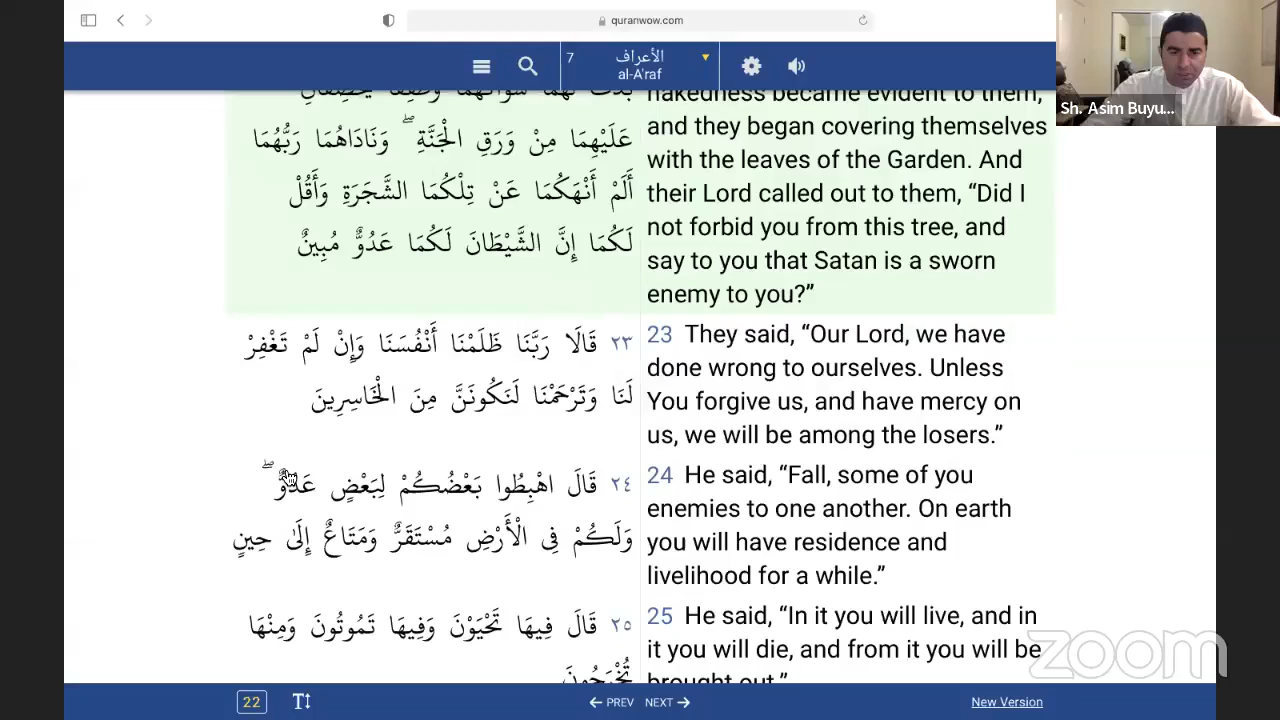 quranwow.com
7
الأعراف
al-A'raf
Sh. Asim Buyu...
عَلَيْهِمَا مِنْ وَرَقِ الْجَنَّةِ ۖ وَنَادَاهُمَا رَبُّهُمَا
أَلَمْ أَنْهَكُمَا عَنْ تِلْكُمَا الشَّجَرَةِ وَأَقُلْ
لَكُمَا إِنَّ الشَّيْطَانَ لَكُمَا عَدُوٌّ مُبِينٌ
nakedness became evident to them,
and they began covering themselves
with the leaves of the Garden. And
their Lord called out to them, “Did I
not forbid you from this tree, and
say to you that Satan is a sworn
enemy to you?”
٢٣ قَالَا رَبَّنَا ظَلَمْنَا أَنْفُسَنَا وَإِنْ لَمْ تَغْفِرْ
لَنَا وَتَرْحَمْنَا لَنَكُونَنَّ مِنَ الْخَاسِرِينَ
23 They said, “Our Lord, we have
done wrong to ourselves. Unless
You forgive us, and have mercy on
us, we will be among the losers.”
٢٤ قَالَ اهْبِطُوا بَعْضُكُمْ لِبَعْضٍ عَدُوٌّ ۖ
وَلَكُمْ فِي الْأَرْضِ مُسْتَقَرٌّ وَمَتَاعٌ إِلَىٰ حِينٍ
24 He said, “Fall, some of you
enemies to one another. On earth
you will have residence and
livelihood for a while.”
٢٥ قَالَ فِيهَا تَحْيَوْنَ وَفِيهَا تَمُوتُونَ وَمِنْهَا
تُخْرَجُونَ
25 He said, “In it you will live, and in
it you will die, and from it you will be
brought out.”
zoom
22
PREV NEXT
New Version